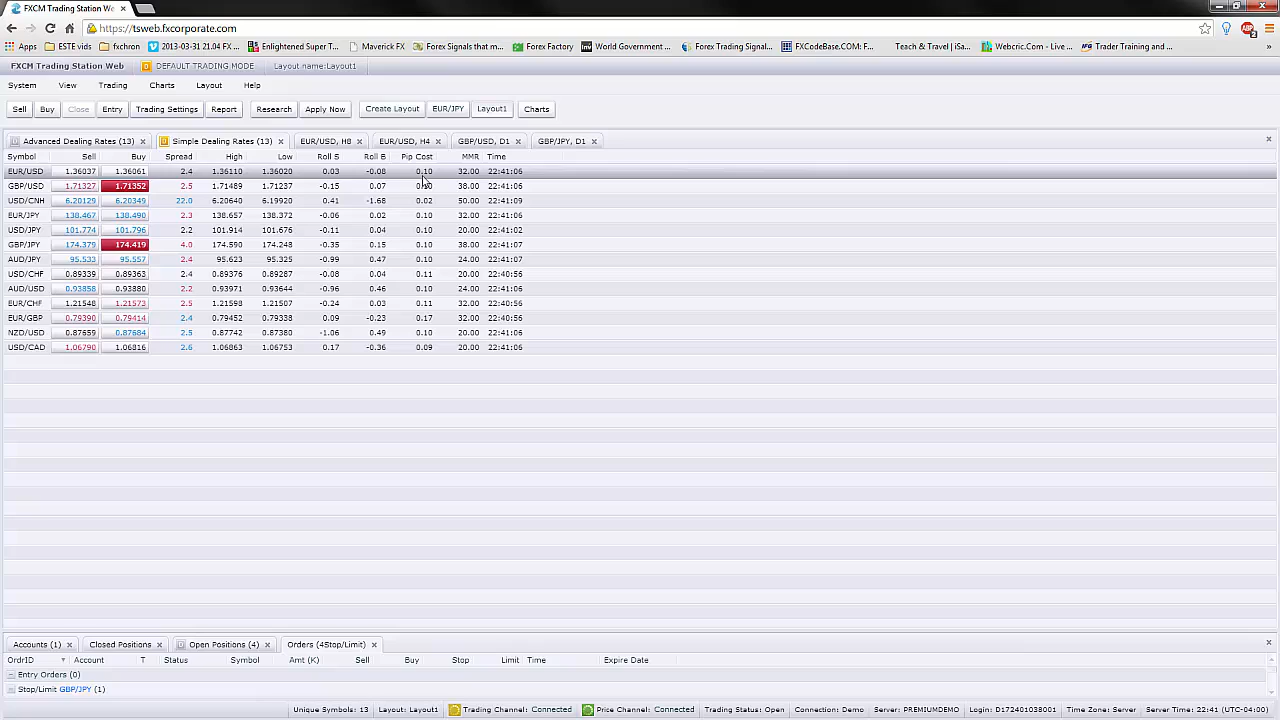 FXCM Trading Station Web
https://tsweb.fxcorporate.com
Apps ESTE vids fxchron 2013-03-31 21.04 FX ... Enlightened Super T... Maverick FX Forex Signals that m... Forex Factory World Government ... Forex Trading Signal... FXCodeBase.COM: F... Teach & Travel | iSa... Webcric.Com - Live ... Trader Training and ... »
FXCM Trading Station Web D DEFAULT TRADING MODE Layout name:Layout1
System View Trading Charts Layout Help
Sell Buy Close Entry Trading Settings Report Research Apply Now Create Layout EUR/JPY Layout1 Charts
Advanced Dealing Rates (13) Simple Dealing Rates (13) EUR/USD, H8 EUR/USD, H4 GBP/USD, D1 GBP/JPY, D1
Symbol Sell Buy Spread High Low Roll S Roll B Pip Cost MMR Time
EUR/USD 1.36037 1.36061 2.4 1.36110 1.36020 0.03 -0.08 0.10 32.00 22:41:06
GBP/USD 1.71327 1.71352 2.5 1.71489 1.71237 -0.15 0.07 0.10 38.00 22:41:06
USD/CNH 6.20129 6.20349 22.0 6.20640 6.19920 0.41 -1.68 0.02 50.00 22:41:09
EUR/JPY 138.467 138.490 2.3 138.657 138.372 -0.06 0.02 0.10 32.00 22:41:06
USD/JPY 101.774 101.796 2.2 101.914 101.676 -0.11 0.04 0.10 20.00 22:41:02
GBP/JPY 174.379 174.419 4.0 174.590 174.248 -0.35 0.15 0.10 38.00 22:41:07
AUD/JPY 95.533 95.557 2.4 95.623 95.325 -0.99 0.47 0.10 24.00 22:41:07
USD/CHF 0.89339 0.89363 2.4 0.89376 0.89287 -0.08 0.04 0.11 20.00 22:40:56
AUD/USD 0.93858 0.93880 2.2 0.93971 0.93644 -0.96 0.46 0.10 24.00 22:41:06
EUR/CHF 1.21548 1.21573 2.5 1.21598 1.21507 -0.24 0.03 0.11 32.00 22:40:56
EUR/GBP 0.79390 0.79414 2.4 0.79452 0.79338 0.09 -0.23 0.17 32.00 22:40:56
NZD/USD 0.87659 0.87684 2.5 0.87742 0.87380 -1.06 0.49 0.10 20.00 22:41:06
USD/CAD 1.06790 1.06816 2.6 1.06863 1.06753 0.17 -0.36 0.09 20.00 22:41:06
Accounts (1) Closed Positions Open Positions (4) Orders (4Stop/Limit)
OrdrID Account T Status Symbol Amt (K) Sell Buy Stop Limit Time Expire Date
Entry Orders (0)
Stop/Limit GBP/JPY (1)
Unique Symbols: 13 Layout: Layout1 Trading Channel: Connected Price Channel: Connected Trading Status: Open Connection: Demo Server: PREMIUMDEMO Login: D172401038001 Time Zone: Server Server Time: 22:41 (UTC-04:00)